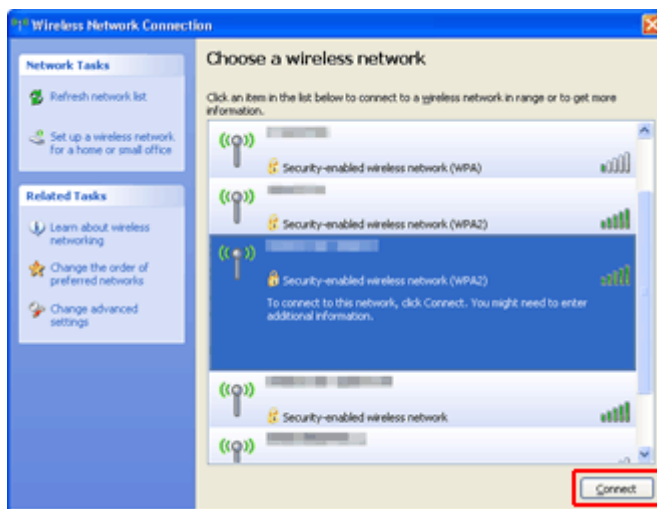 Wireless Network Connection
Network Tasks
Refresh network list
Set up a wireless network
for a home or small office
Related Tasks
Learn about wireless
networking
Change the order of
preferred networks
Change advanced
settings
Choose a wireless network
Click an item in the list below to connect to a wireless network in range or to get more
information.
Security-enabled wireless network (WPA)
Security-enabled wireless network (WPA2)
Security-enabled wireless network (WPA2)
To connect to this network, click Connect. You might need to enter
additional information.
Security-enabled wireless network
Connect